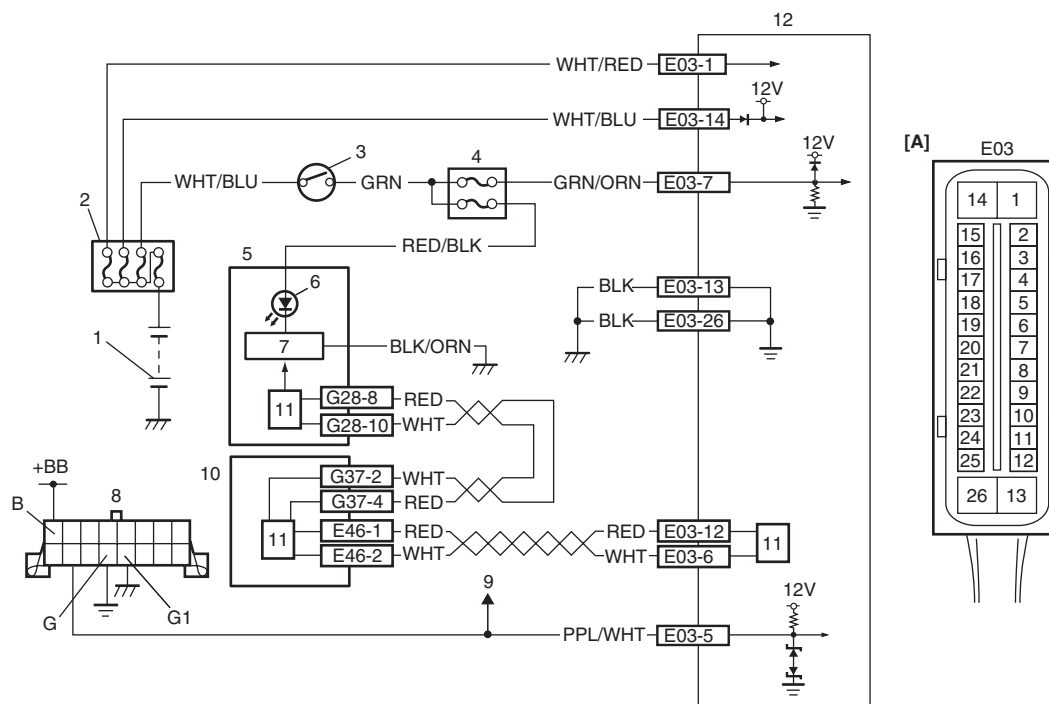 12
WHT/RED E03-1
12V
WHT/BLU E03-14
[A] E03
12V
3 4
WHT/BLU GRN GRN/ORN E03-7
2
RED/BLK
5
6
BLK E03-13
BLK E03-26
1
7 BLK/ORN
11 G28-8 RED
G28-10 WHT
10
+BB
8
B
G37-2 WHT
G37-4 RED
11 E46-1 RED RED E03-12 11
E46-2 WHT WHT E03-6
9 12V
G G1
PPL/WHT E03-5
14 1
15 2
16 3
17 4
18 5
19 6
20 7
21 8
22 9
23 10
24 11
25 12
26 13